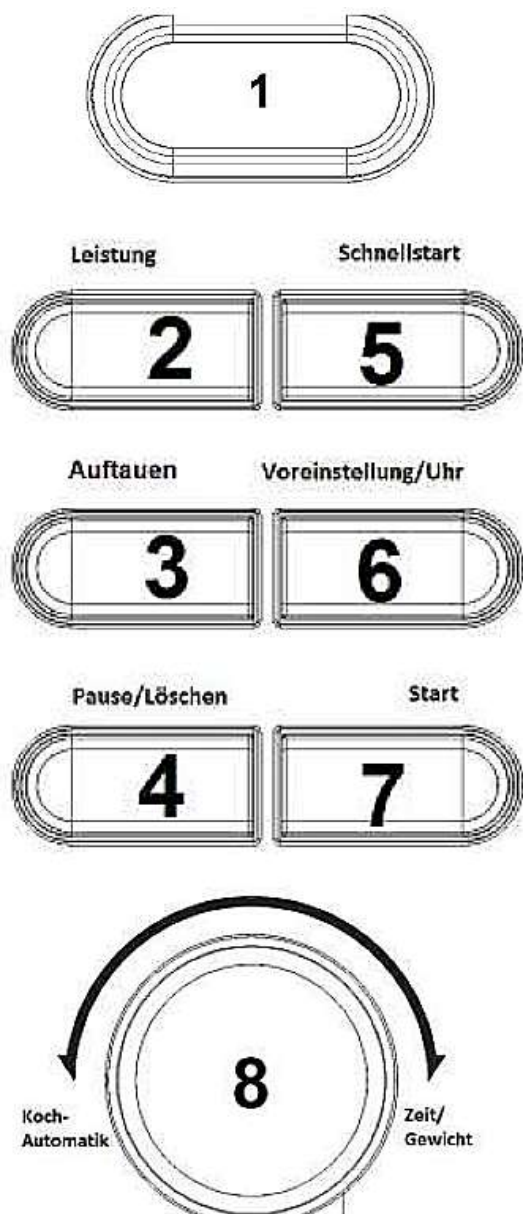 1
Leistung Schnellstart
2 5
Auftauen Voreinstellung/Uhr
3 6
Pause/Löschen Start
4 7
8
Koch-
Automatik
Zeit/
Gewicht